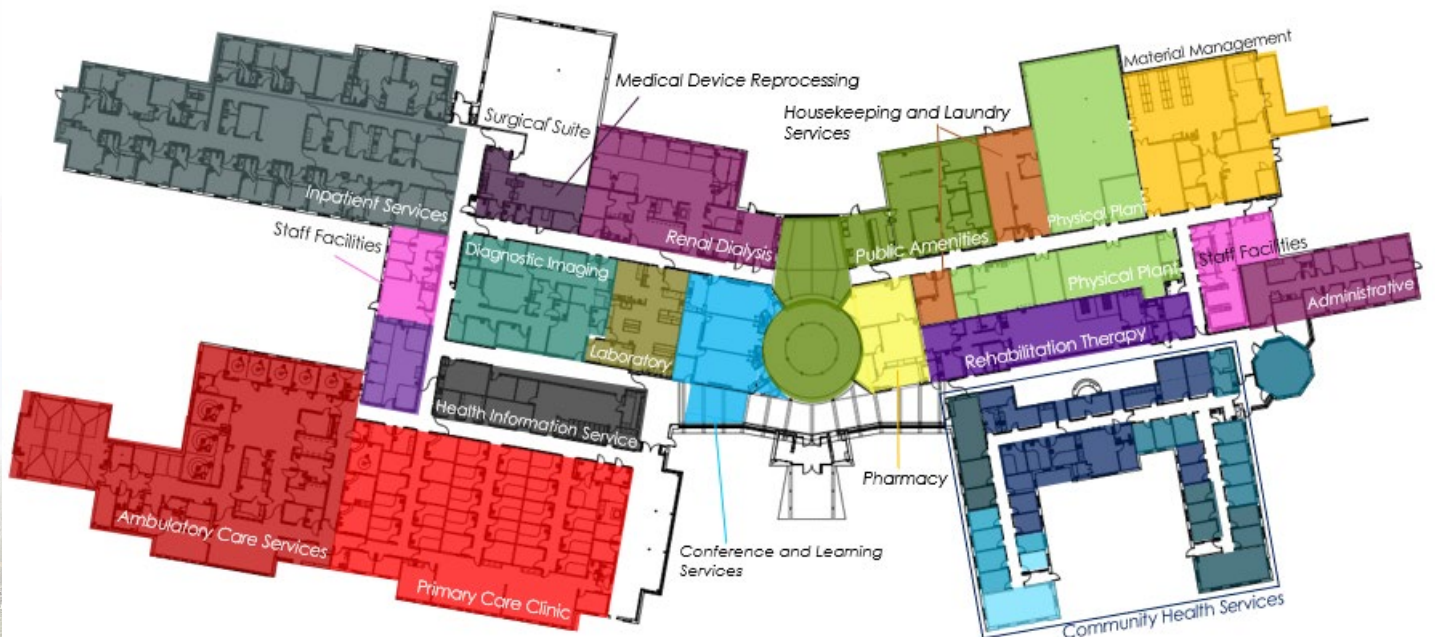 Material Management
Medical Device Reprocessing
Housekeeping and Laundry
Services
Surgical Suite
Inpatient Services
Physical Plant
Staff Facilities
Renal Dialysis
Public Amenities
Staff Facilities
Diagnostic Imaging
Physical Plant
Administrative
Laboratory
Rehabilitation Therapy
Health Information Service
Pharmacy
Ambulatory Care Services
Conference and Learning
Services
Primary Care Clinic
Community Health Services